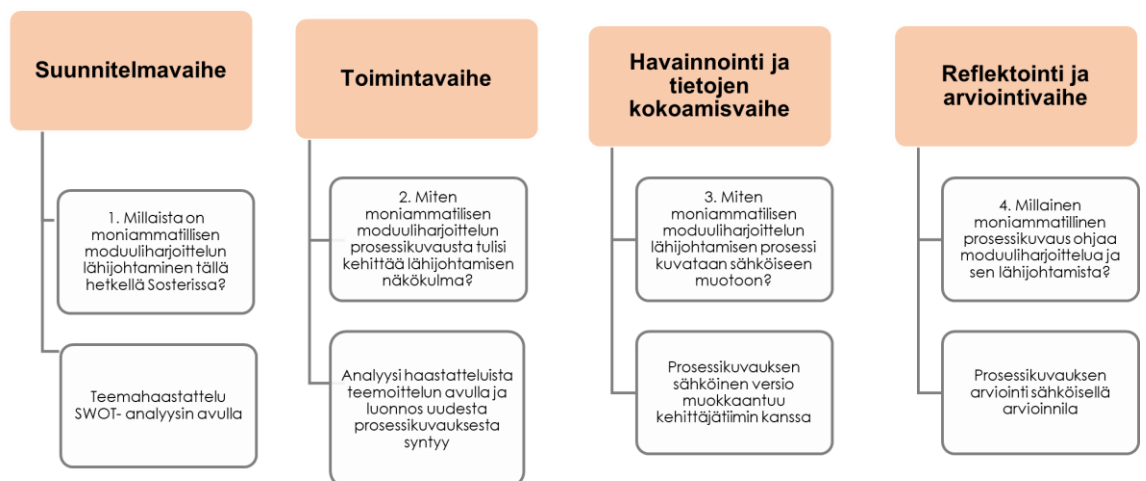 Suunnitelmavaihe
1. Millaista on
moniammatillisen
moduuliharjoittelun
lähijohtaminen tällä
hetkellä Sosterissa?
Teemahaastattelu
SWOT- analyysin avulla
Toimintavaihe
2. Miten
moniammatilisen
moduuliharjoittelun
prosessikuvausta tulisi
kehittää lähijohtamisen
näkökulma?
Analyysi haastatteluista
teemoittelun avulla ja
luonnos uudesta
prosessikuvauksesta
syntyy
Havainnointi ja
tietojen
kokoamisvaihe
3. Miten
moniammatilisen
moduuliharjoittelun
lähijohtamisen prosessi
kuvataan sähköiseen
muotoon?
Prosessikuvauksen
sähköinen versio
muokkaantuu
kehittäjätiimin kanssa
Reflektointi ja
arviointivaihe
4. Millainen
moniammatillinen
prosessikuvaus ohjaa
moduuliharjoittelua ja
sen lähijohtamista?
Prosessikuvauksen
arviointi sähköisellä
arvioinnila